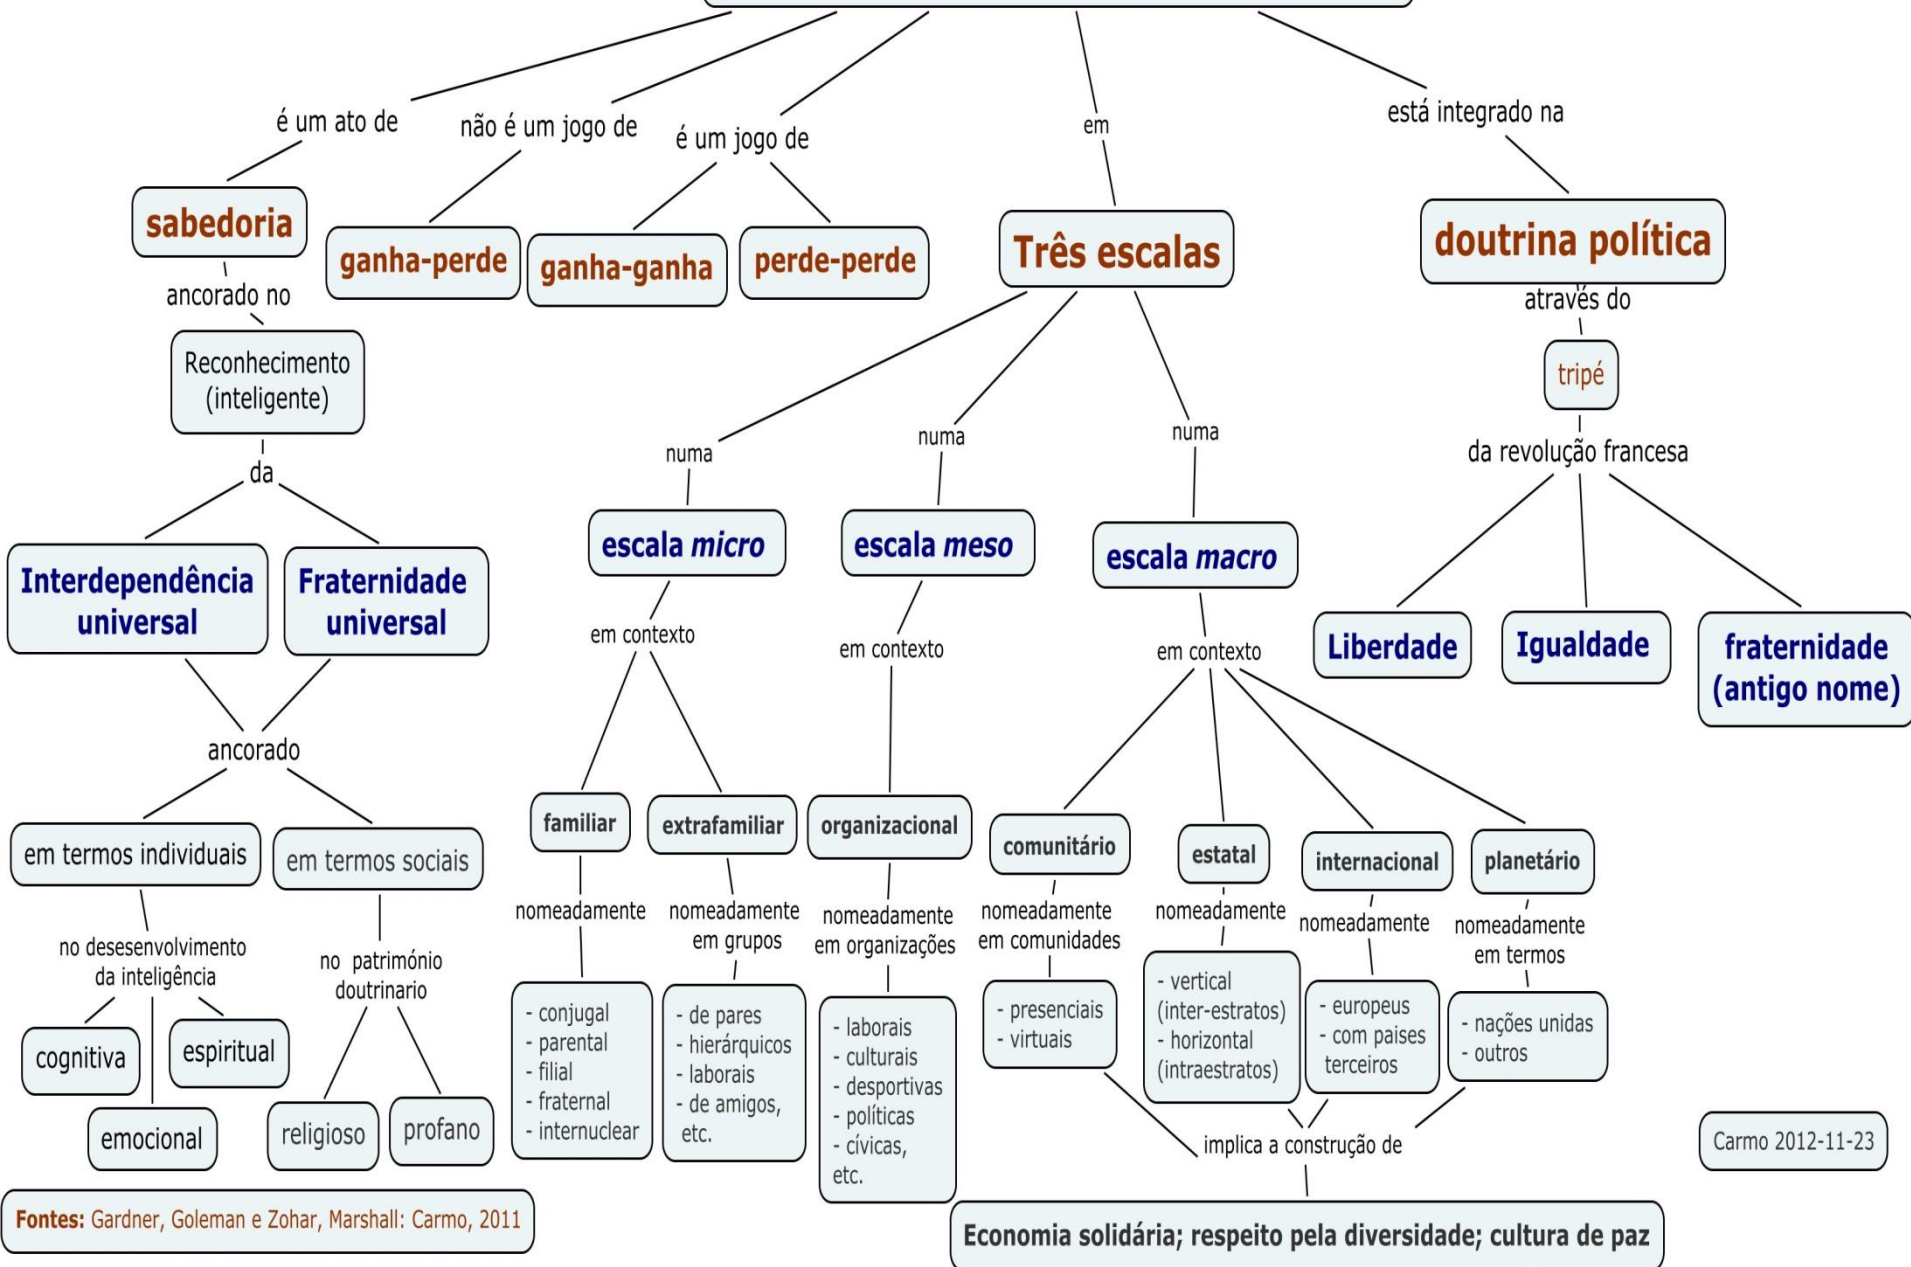 é um ato de
não é um jogo de
é um jogo de
em
está integrado na
sabedoria
ganha-perde
ganha-ganha
perde-perde
Três escalas
doutrina política
ancorado no
através do
Reconhecimento
(inteligente)
tripé
da
numa
numa
numa
da revolução francesa
Interdependência
universal
Fraternidade
universal
escala micro
escala meso
escala macro
Liberdade
Igualdade
fraternidade
(antigo nome)
em contexto
em contexto
em contexto
ancorado
em termos individuais
em termos sociais
familiar
extrafamiliar
organizacional
comunitário
estatal
internacional
planetário
no desesenvolvimento
da inteligência
no património
doutrinario
nomeadamente
nomeadamente
em grupos
nomeadamente
em organizações
nomeadamente
em comunidades
nomeadamente
nomeadamente
nomeadamente
em termos
cognitiva
espiritual
emocional
religioso
profano
- conjugal
- parental
- filial
- fraternal
- internuclear
- de pares
- hierárquicos
- laborais
- de amigos,
etc.
- laborais
- culturais
- desportivas
- políticas
- cívicas,
etc.
- presenciais
- virtuais
- vertical
(inter-estratos)
- horizontal
(intraestratos)
- europeus
- com paises
terceiros
- nações unidas
- outros
implica a construção de
Carmo 2012-11-23
Fontes: Gardner, Goleman e Zohar, Marshall: Carmo, 2011
Economia solidária; respeito pela diversidade; cultura de paz